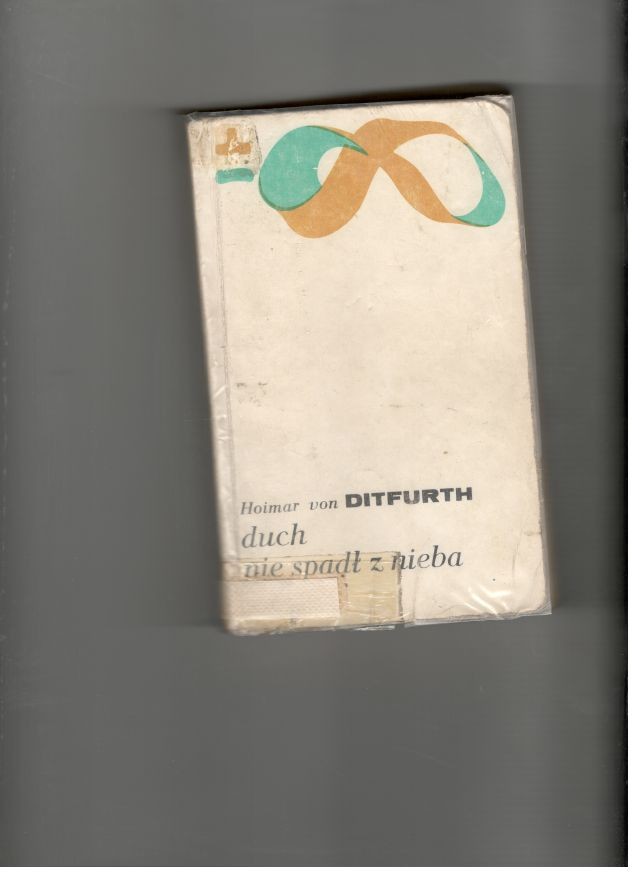 Hoimar von DITFURTH
duch
nie spadł z nieba